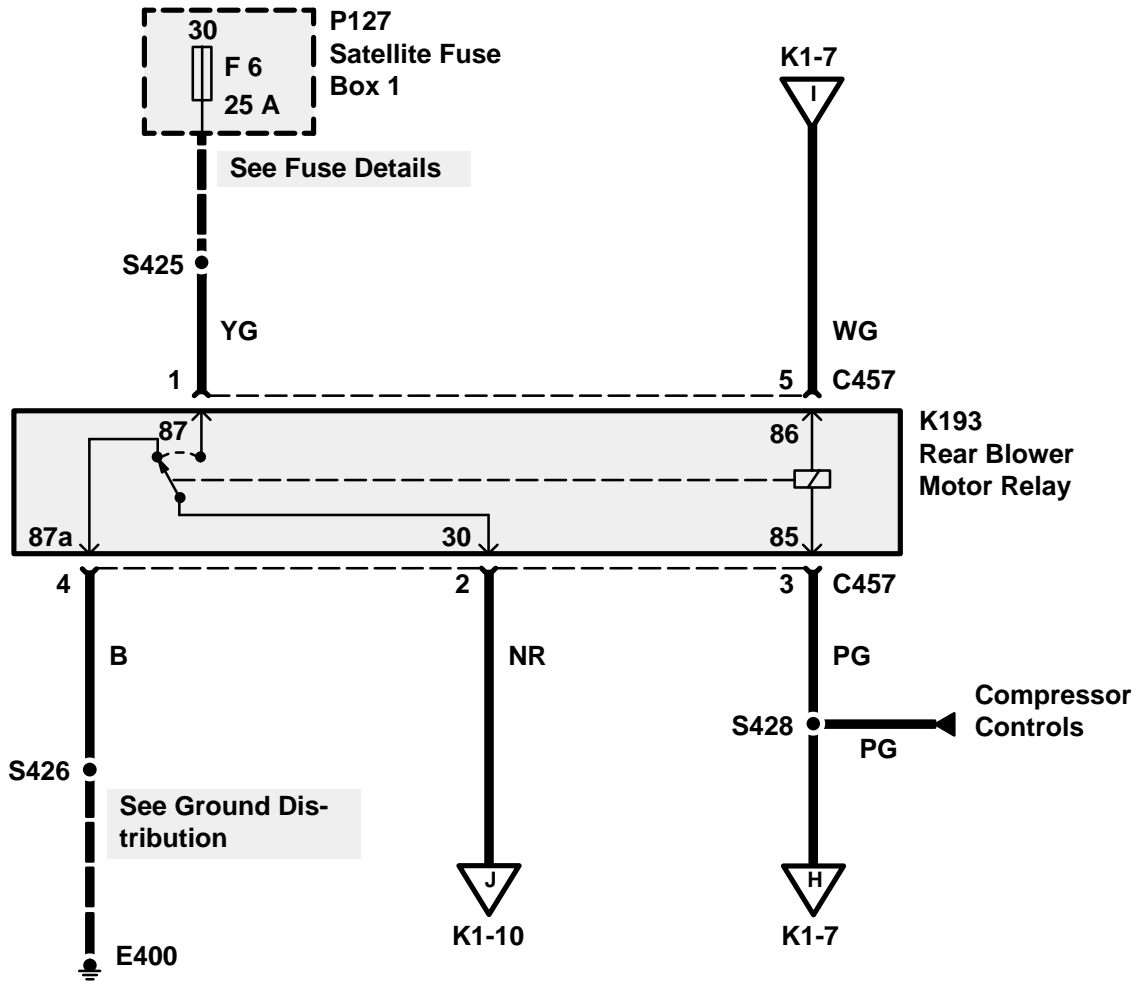 30
F 6
25 A
P127
Satellite Fuse
Box 1
K1-7
I
See Fuse Details
S425
YG
WG
1
5
C457
87
86
K193
Rear Blower
Motor Relay
87a
30
85
4
2
3
C457
B
NR
PG
S428
PG
Compressor
Controls
S426
See Ground Dis-
tribution
J
H
K1-10
K1-7
E400